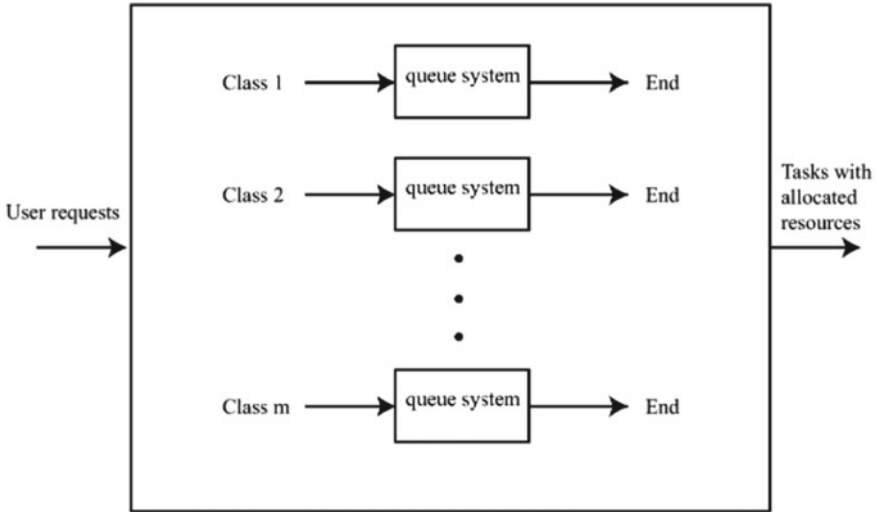 Class 1
queue system
End
Class 2
queue system
End
User requests
Tasks with
allocated
resources
Class m
queue system
End